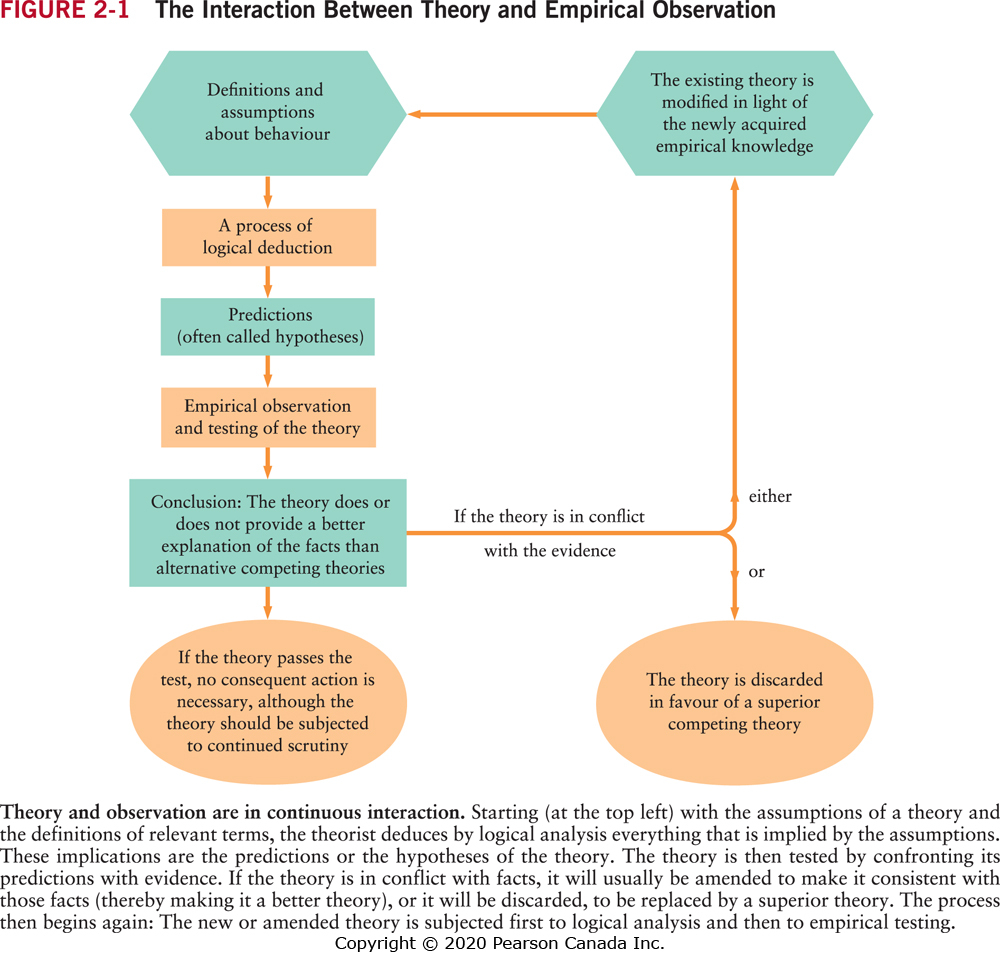 FIGURE 2-1 The Interaction Between Theory and Empirical Observation
Definitions and
assumptions
about behaviour
The existing theory is
modified in light of
the newly acquired
empirical knowledge
A process of
logical deduction
Predictions
(often called hypotheses)
Empirical observation
and testing of the theory
Conclusion: The theory does or
does not provide a better
explanation of the facts than
alternative competing theories
If the theory is in conflict
with the evidence
either
or
If the theory passes the
test, no consequent action is
necessary, although the
theory should be subjected
to continued scrutiny
The theory is discarded
in favour of a superior
competing theory
Theory and observation are in continuous interaction. Starting (at the top left) with the assumptions of a theory and
the definitions of relevant terms, the theorist deduces by logical analysis everything that is implied by the assumptions.
These implications are the predictions or the hypotheses of the theory. The theory is then tested by confronting its
predictions with evidence. If the theory is in conflict with facts, it will usually be amended to make it consistent with
those facts (thereby making it a better theory), or it will be discarded, to be replaced by a superior theory. The process
then begins again: The new or amended theory is subjected first to logical analysis and then to empirical testing.
Copyright © 2020 Pearson Canada Inc.